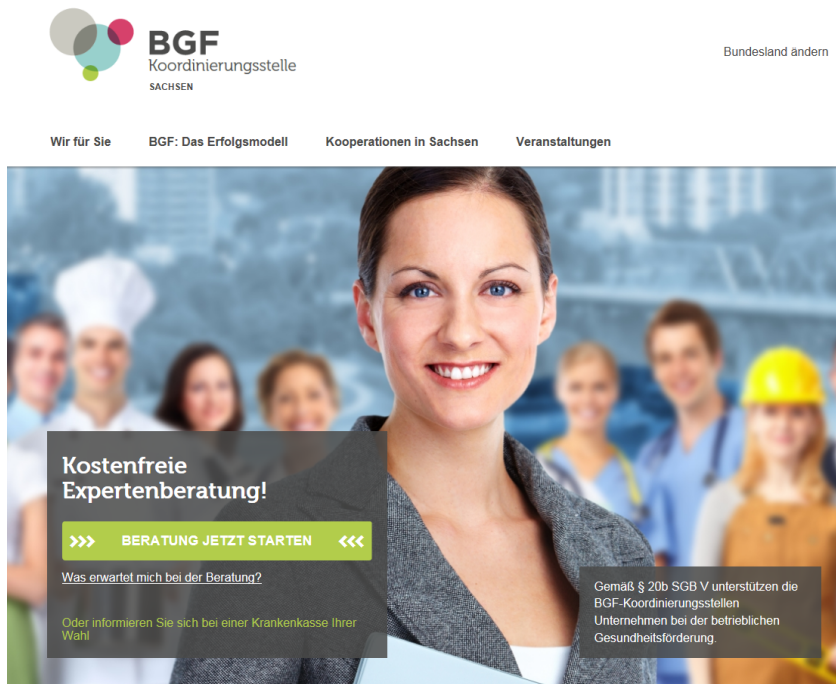 BGF
Koordinierungsstelle
SACHSEN
Bundesland ändern
Wir für Sie
BGF: Das Erfolgsmodell
Kooperationen in Sachsen
Veranstaltungen
Kostenfreie
Expertenberatung!
>>> BERATUNG JETZT STARTEN <<<
Was erwartet mich bei der Beratung?
Oder informieren Sie sich bei einer Krankenkasse Ihrer
Wahl
Gemäß § 20b SGB V unterstützen die
BGF-Koordinierungsstellen
Unternehmen bei der betrieblichen
Gesundheitsförderung.